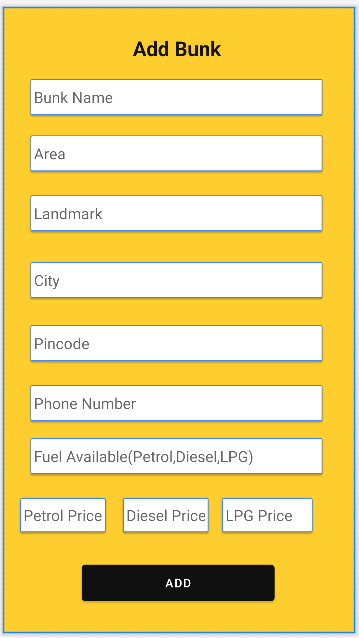 Add Bunk
Bunk Name
Area
Landmark
City
Pincode
Phone Number
Fuel Available(Petrol,Diesel,LPG)
Petrol Price Diesel Price LPG Price
ADD